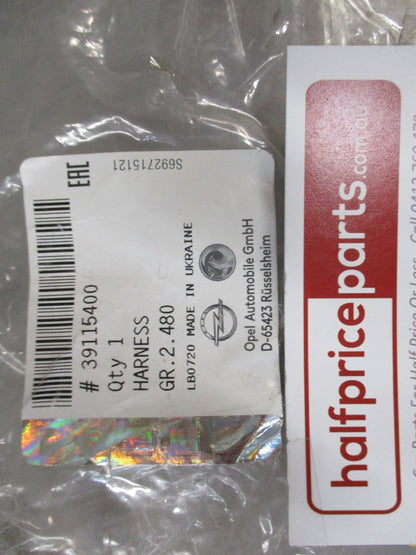 EAC
S692715121
# 39115400
Qty 1
HARNESS
GR.2.480
LB0720 MADE IN UKRAINE
Opel Automobile GmbH
D-65423 Rüsselsheim
halfpriceparts.com.au